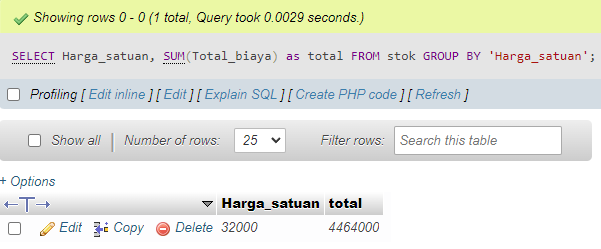 Showing rows 0 - 0 (1 total, Query took 0.0029 seconds.)
SELECT Harga_satuan, SUM(Total_biaya) as total FROM stok GROUP BY 'Harga_satuan';
Profiling [ Edit inline ] [ Edit ] [ Explain SQL ] [ Create PHP code ] [ Refresh ]
Show all | Number of rows: 25 Filter rows: Search this table
+ Options
←T→ Harga_satuan total
Edit Copy Delete 32000 4464000